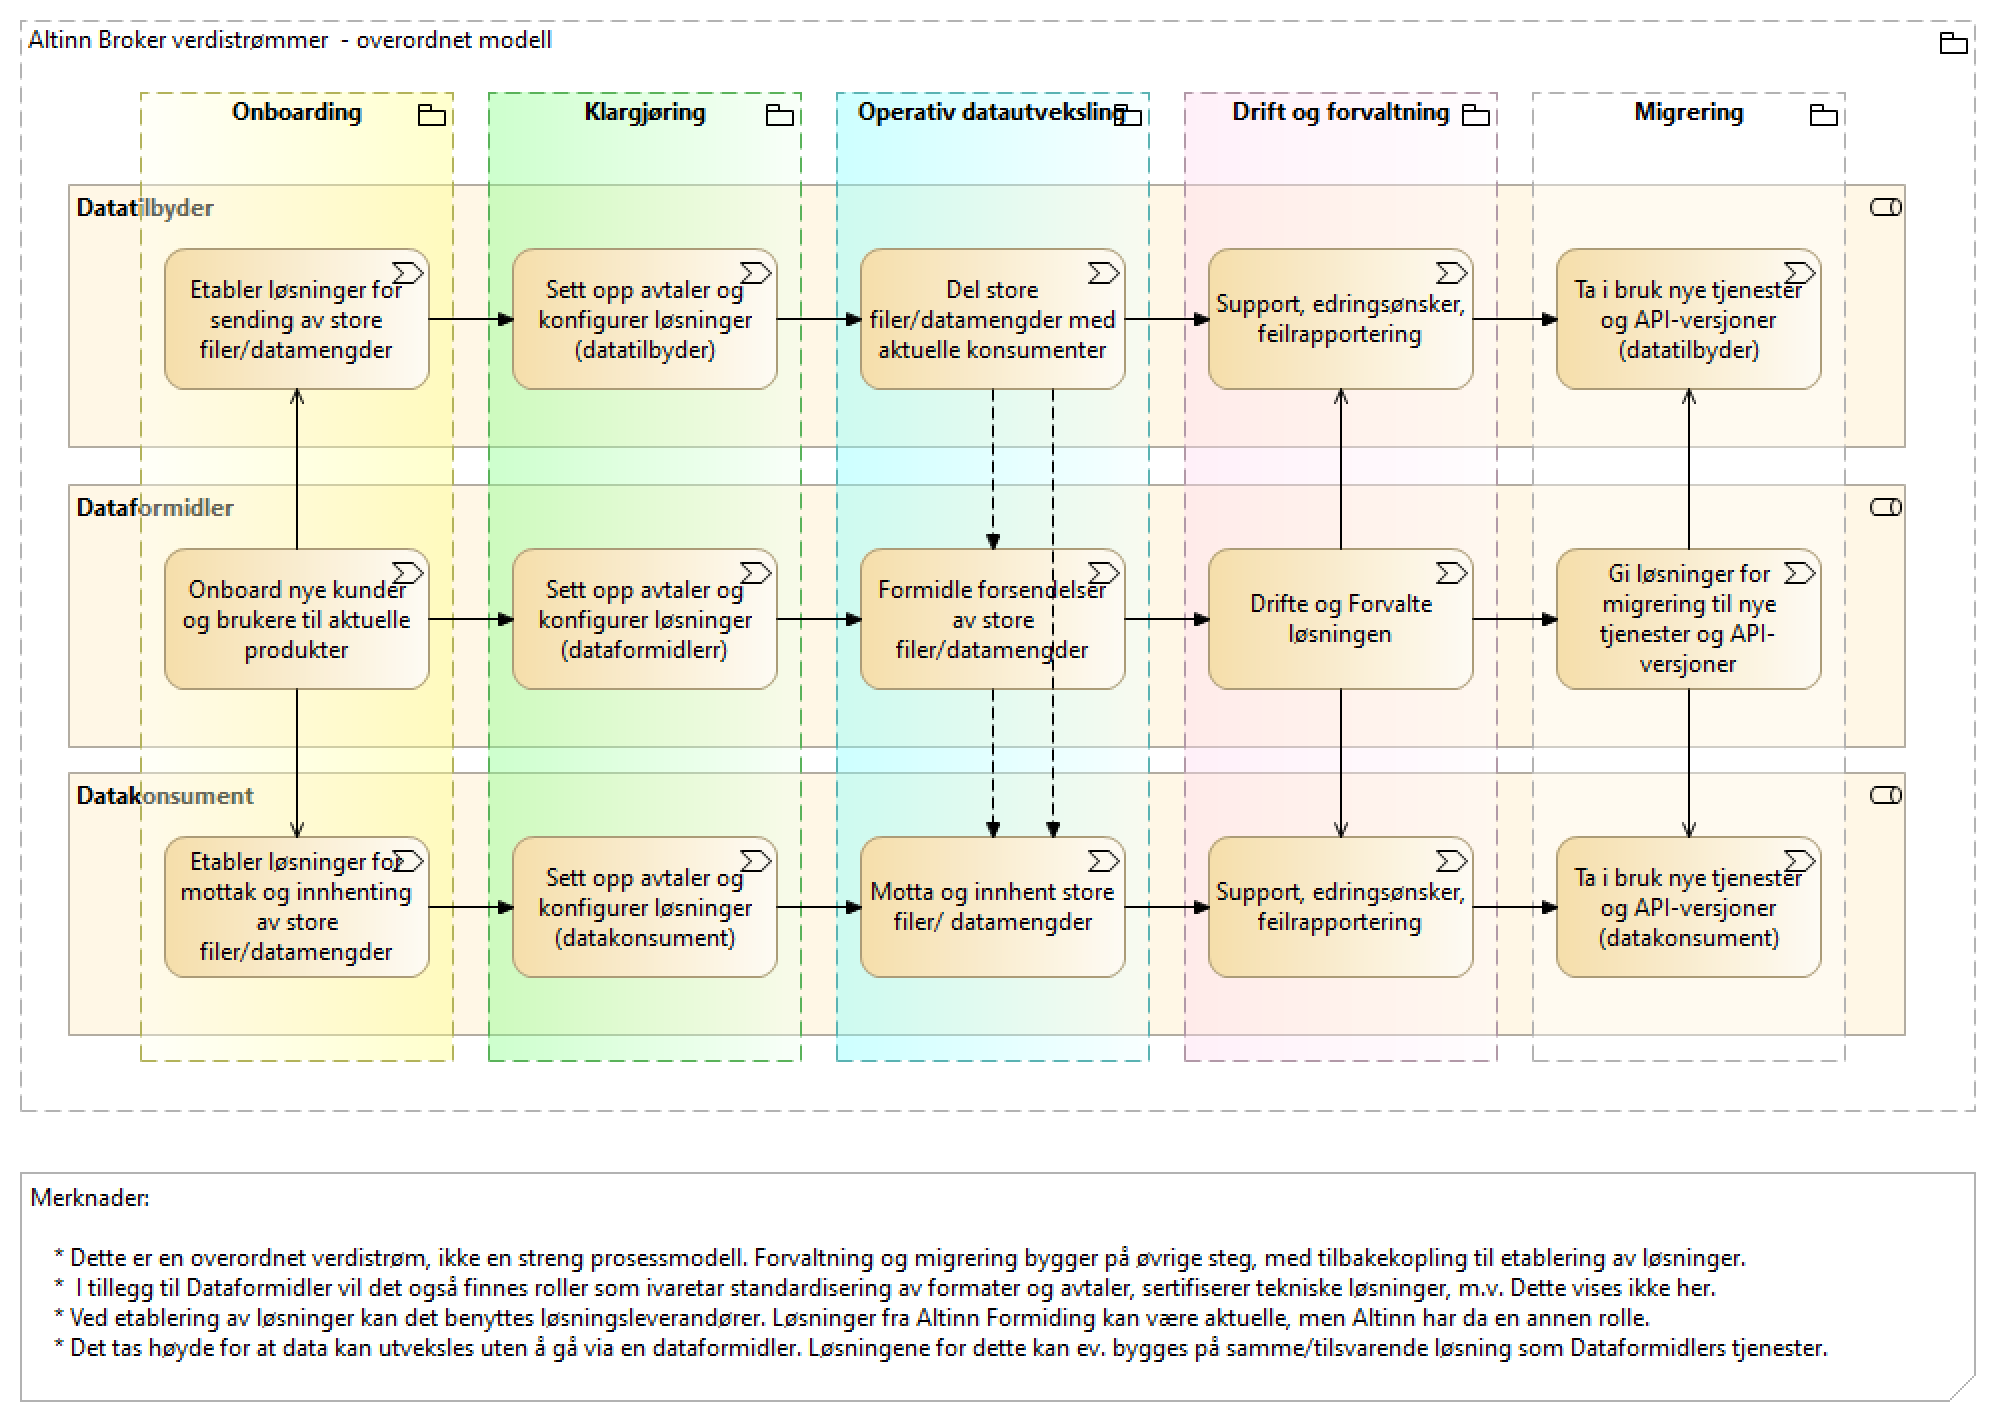 Altinn Broker verdistrømmer  - overordnet modell
Onboarding
Klargjøring
Operativ datautveksling
Drift og forvaltning
Migrering
Datatilbyder
Etabler løsninger for
sending av store
filer/datamengder
Sett opp avtaler og
konfigurer løsninger
(datatilbyder)
Del store
filer/datamengder med
aktuelle konsumenter
Support, edringsønsker,
feilrapportering
Ta i bruk nye tjenester
og API-versjoner
(datatilbyder)
Dataformidler
Onboard nye kunder
og brukere til aktuelle
produkter
Sett opp avtaler og
konfigurer løsninger
(dataformidlerr)
Formidle forsendelser
av store
filer/datamengder
Drifte og Forvalte
løsningen
Gi løsninger for
migrering til nye
tjenester og API-
versjoner
Datakonsument
Etabler løsninger for
mottak og innhenting
av store
filer/datamengder
Sett opp avtaler og
konfigurer løsninger
(datakonsument)
Motta og innhent store
filer/ datamengder
Support, edringsønsker,
feilrapportering
Ta i bruk nye tjenester
og API-versjoner
(datakonsument)
Merknader:
* Dette er en overordnet verdistrøm, ikke en streng prosessmodell. Forvaltning og migrering bygger på øvrige steg, med tilbakekopling til etablering av løsninger.
*  I tillegg til Dataformidler vil det også finnes roller som ivaretar standardisering av formater og avtaler, sertifiserer tekniske løsninger, m.v. Dette vises ikke her.
* Ved etablering av løsninger kan det benyttes løsningsleverandører. Løsninger fra Altinn Formiding kan være aktuelle, men Altinn har da en annen rolle.
* Det tas høyde for at data kan utveksles uten å gå via en dataformidler. Løsningene for dette kan ev. bygges på samme/tilsvarende løsning som Dataformidlers tjenester.